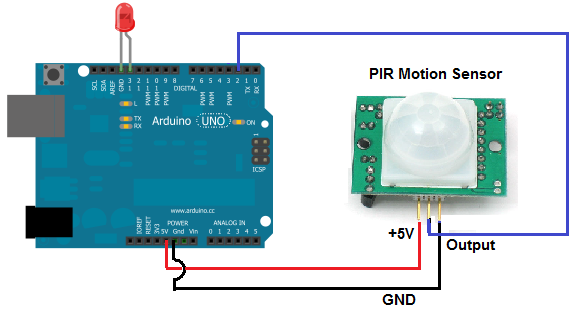 PIR Motion Sensor
SCL
SDA
AREF
GND
13
12
11
PWM
10
PWM
9
PWM
8
DIGITAL
7
6
PWM
5
PWM
4
3
PWM
2
1
TX
0
RX
L
TX
RX
Arduino UNO
ON
1
ICSP
www.arduino.cc
POWER
ANALOG IN
IOREF
RESET
3V3
5V
Gnd
Vin
0 1 2 3 4 5
+5V
Output
GND